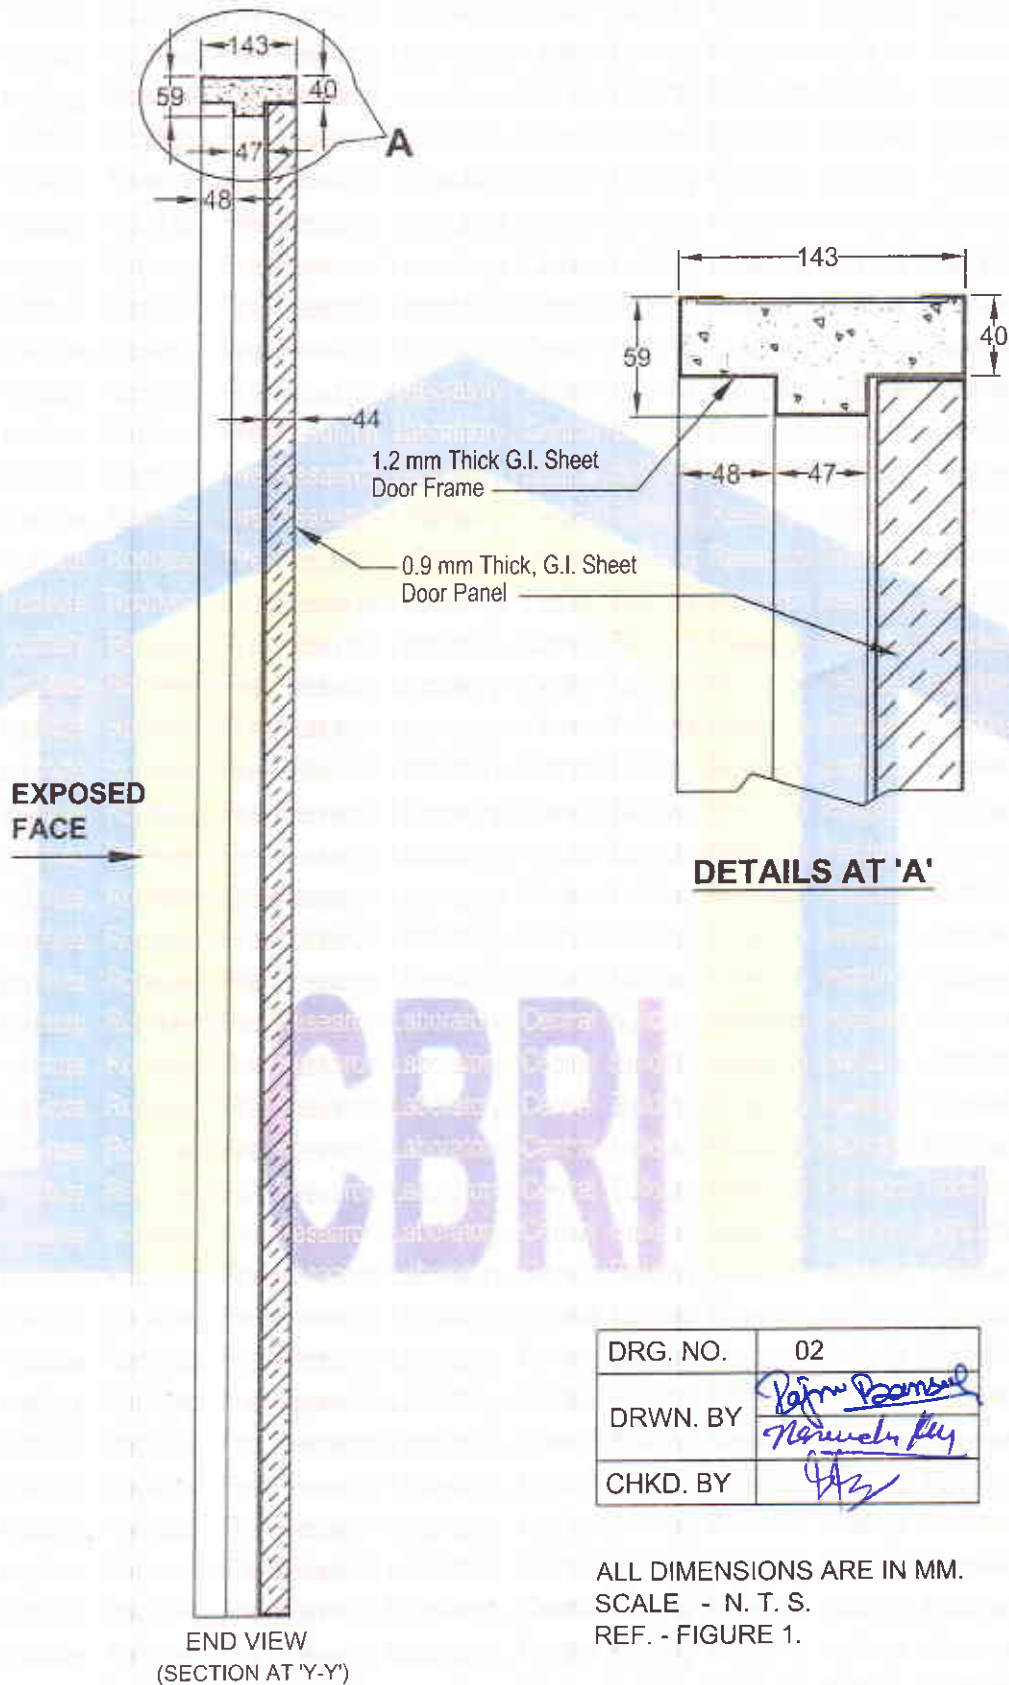 143
59
40
A
47
48
143
59
40
44
1.2 mm Thick G.I. Sheet
Door Frame
48
47
0.9 mm Thick, G.I. Sheet
Door Panel
EXPOSED
FACE
DETAILS AT 'A'
CBRI
DRG. NO. 02
DRWN. BY
CHKD. BY
ALL DIMENSIONS ARE IN MM.
SCALE - N. T. S.
REF. - FIGURE 1.
END VIEW
(SECTION AT 'Y-Y')